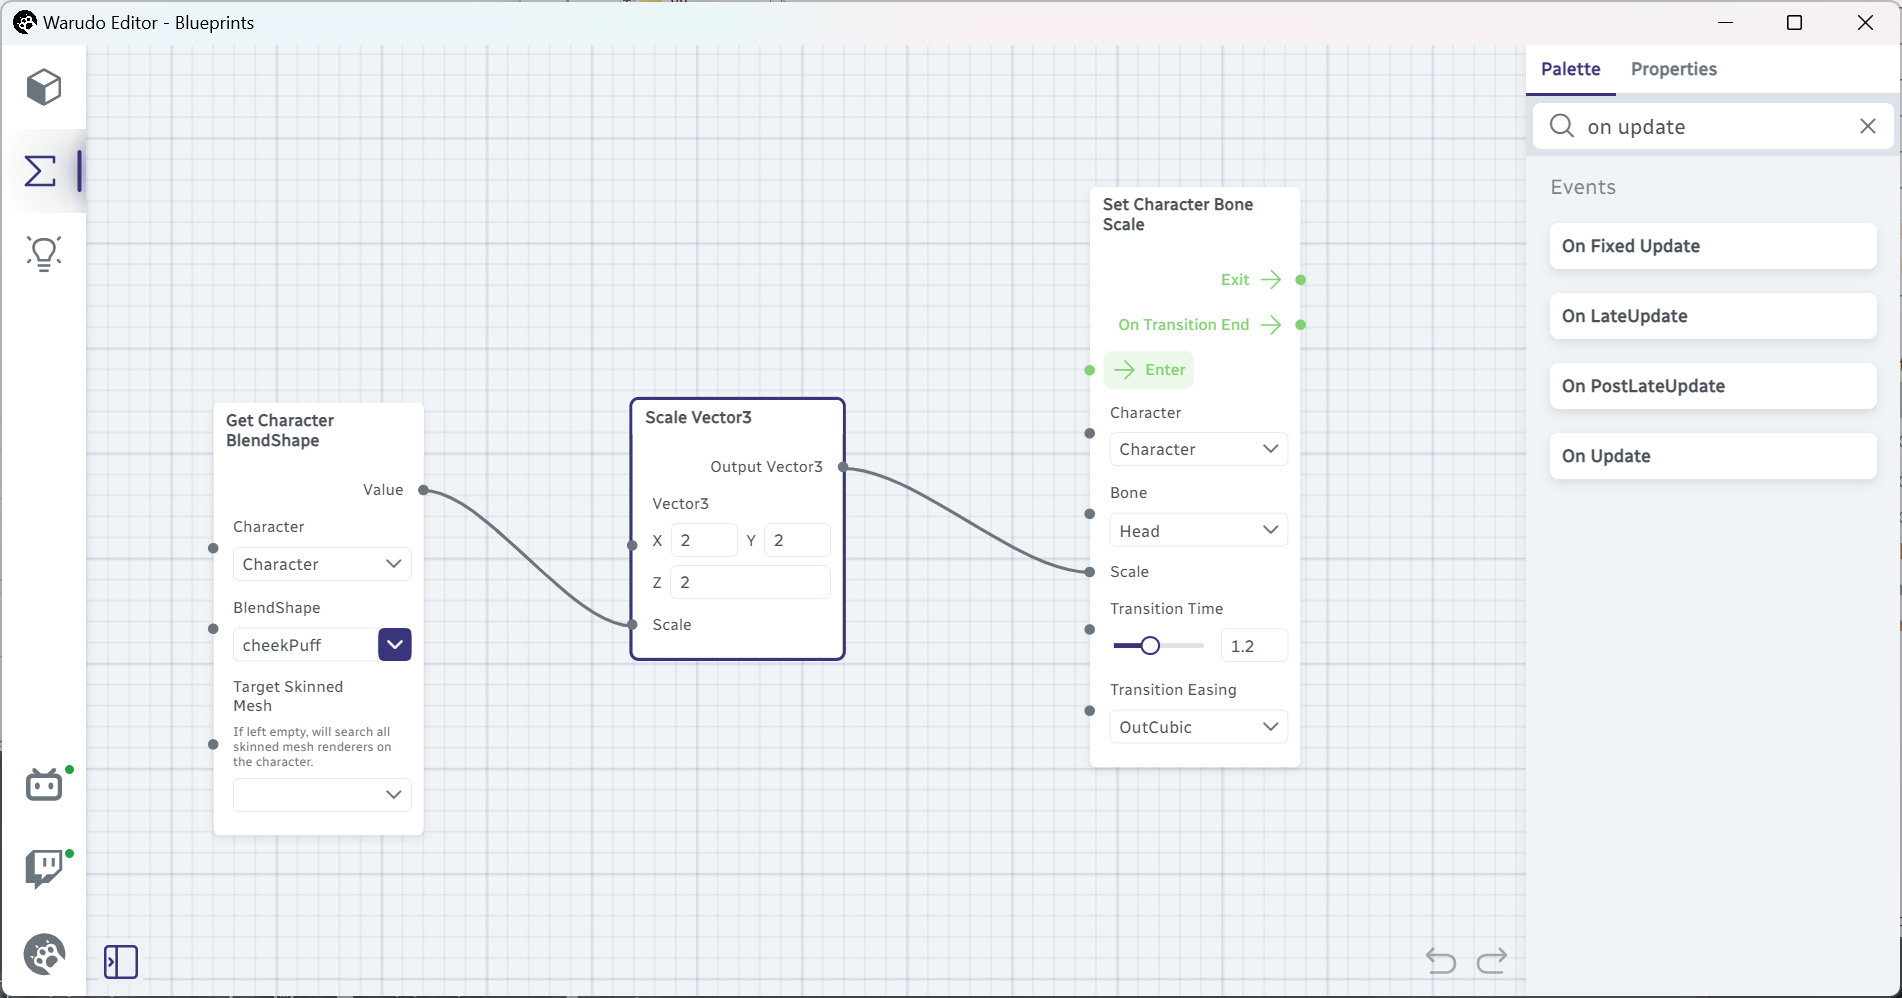 Warudo Editor - Blueprints
Palette
Properties
on update
Events
On Fixed Update
On LateUpdate
On PostLateUpdate
On Update
Get Character
BlendShape
Value
Character
Character
BlendShape
cheekPuff
Target Skinned
Mesh
If left empty, will search all
skinned mesh renderers on
the character.
Scale Vector3
Output Vector3
Vector3
X 2 Y 2
Z 2
Scale
Set Character Bone
Scale
Exit
On Transition End
Enter
Character
Character
Bone
Head
Scale
Transition Time
1.2
Transition Easing
OutCubic